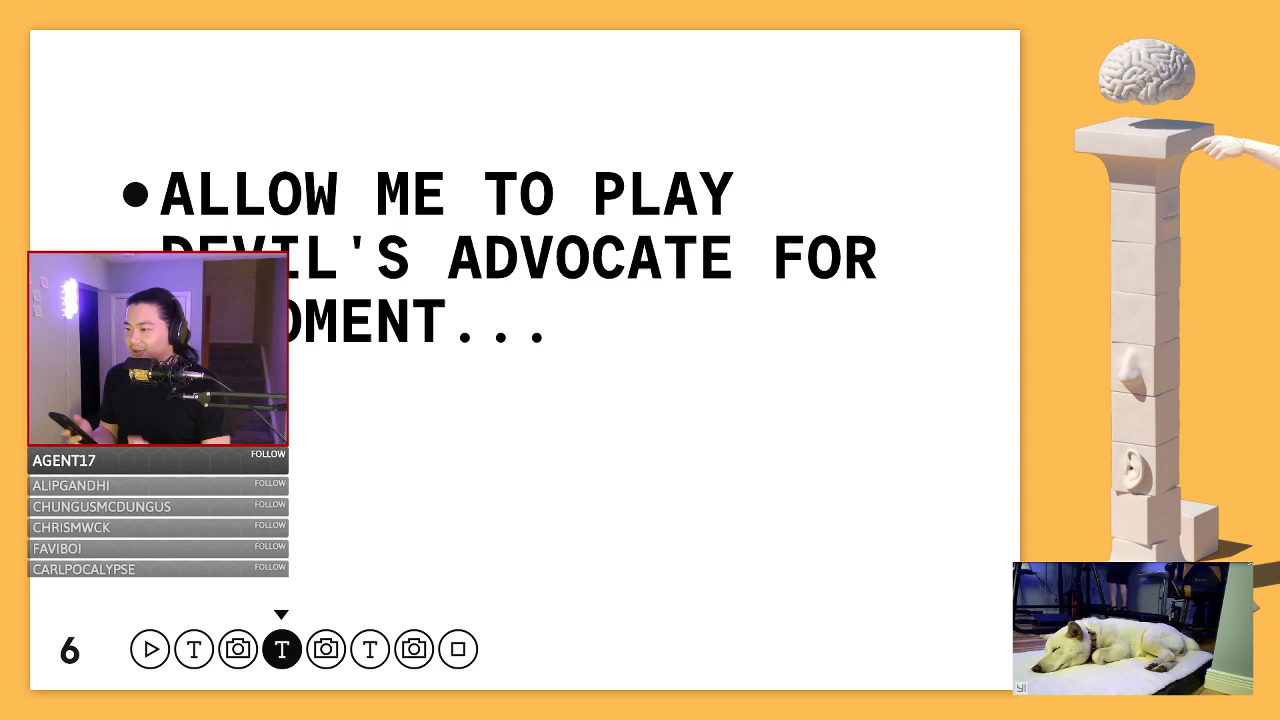 •ALLOW ME TO PLAY
DEVIL'S ADVOCATE FOR
OMENT...
AGENT17 FOLLOW
ALIPGANDHI FOLLOW
CHUNGUSMCDUNGUS FOLLOW
CHRISMWCK FOLLOW
FAVIBOI FOLLOW
CARLPOCALYPSE FOLLOW
6 T T T
YI